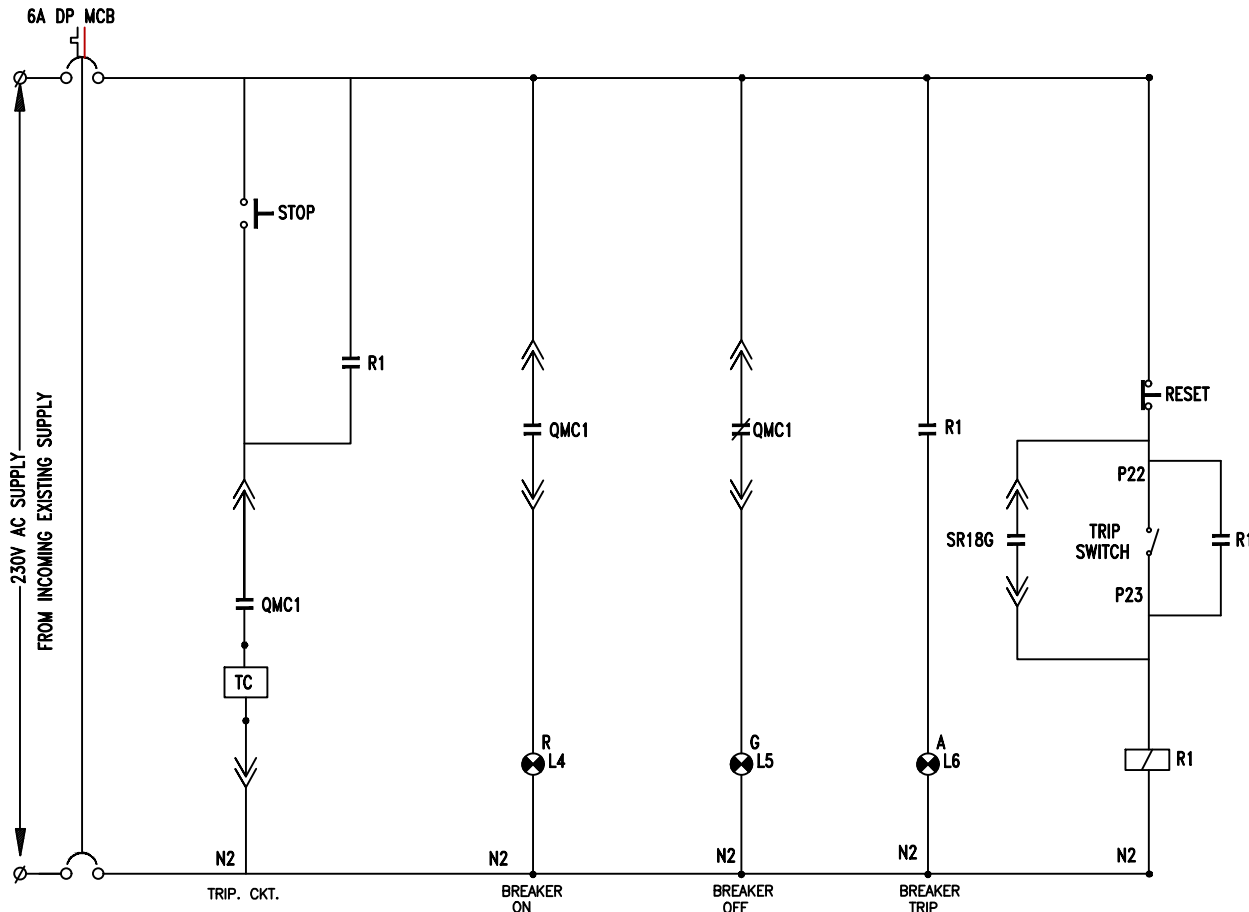 6A DP MCB
230V AC SUPPLY
FROM INCOMING EXISTING SUPPLY
STOP
R1
QMC1
TC
N2
TRIP. CKT.
QMC1
R
L4
N2
BREAKER
ON
QMC1
G
L5
N2
BREAKER
OFF
R1
A
L6
N2
BREAKER
TRIP
RESET
P22
SR18G
TRIP
SWITCH
R1
P23
R1
N2